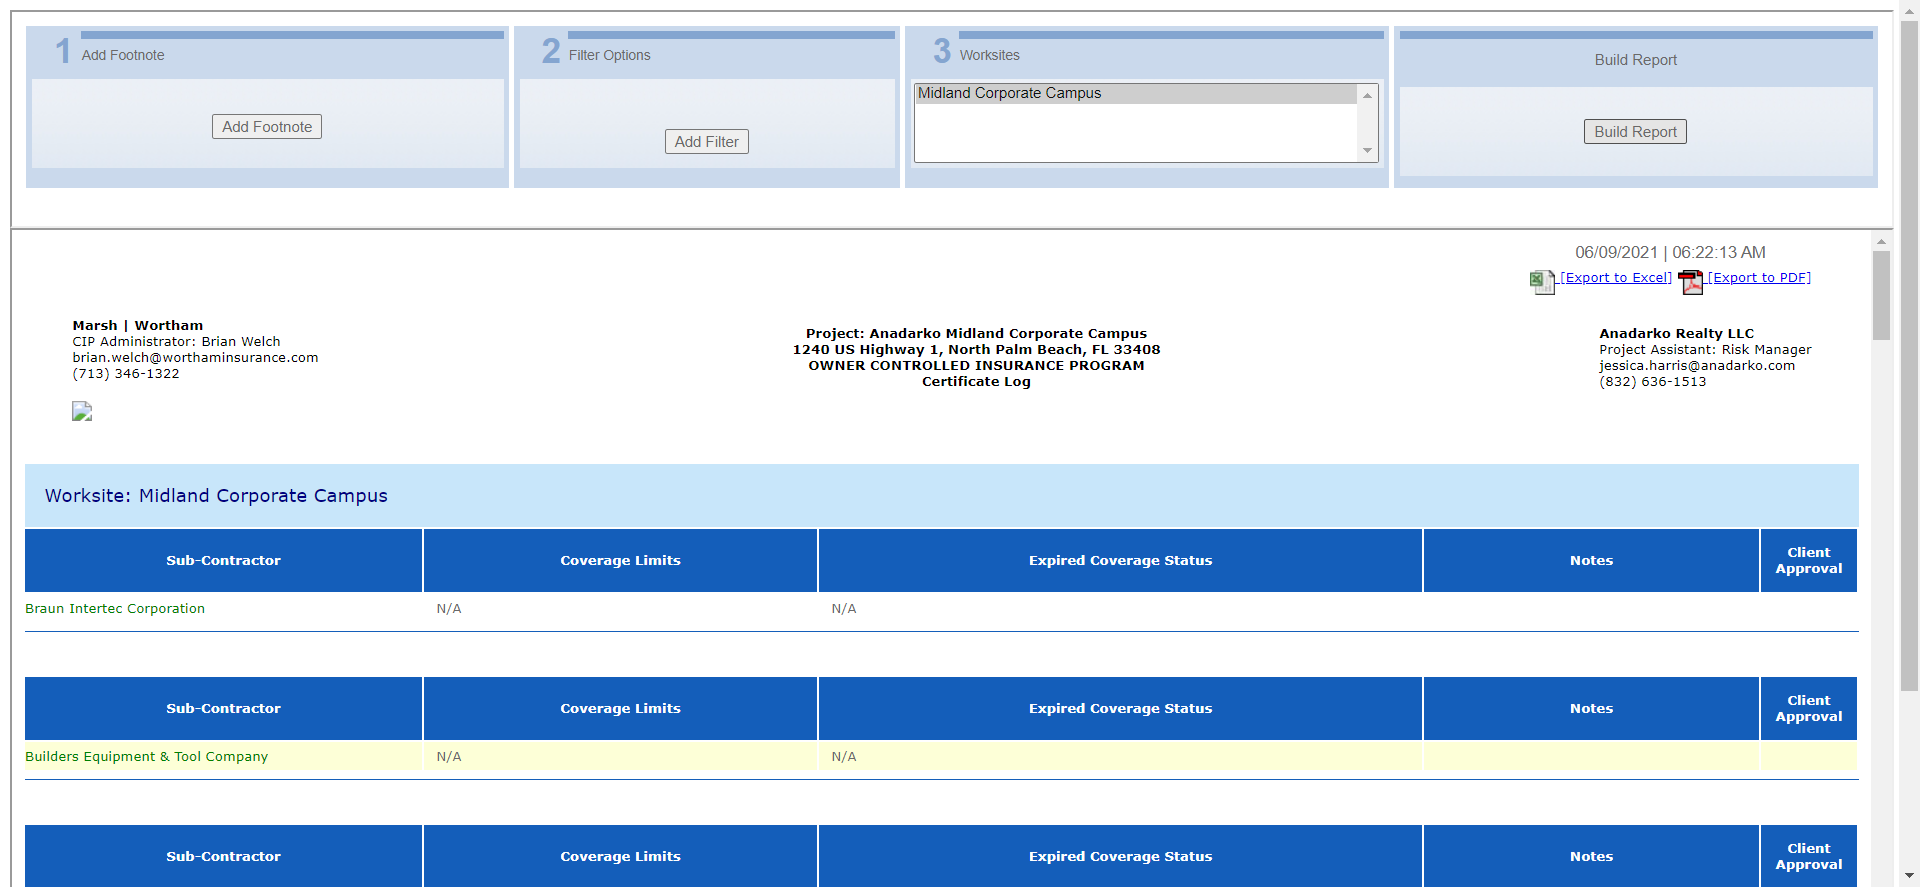 1 Add Footnote
Add Footnote
2 Filter Options
Add Filter
3 Worksites
Midland Corporate Campus
Build Report
Build Report
06/09/2021 | 06:22:13 AM
[Export to Excel] [Export to PDF]
Marsh | Wortham
CIP Administrator: Brian Welch
brian.welch@worthaminsurance.com
(713) 346-1322
Project: Anadarko Midland Corporate Campus
1240 US Highway 1, North Palm Beach, FL 33408
OWNER CONTROLLED INSURANCE PROGRAM
Certificate Log
Anadarko Realty LLC
Project Assistant: Risk Manager
jessica.harris@anadarko.com
(832) 636-1513
Worksite: Midland Corporate Campus
Sub-Contractor Coverage Limits Expired Coverage Status Notes Client Approval
Braun Intertec Corporation N/A N/A
Sub-Contractor Coverage Limits Expired Coverage Status Notes Client Approval
Builders Equipment & Tool Company N/A N/A
Sub-Contractor Coverage Limits Expired Coverage Status Notes Client Approval